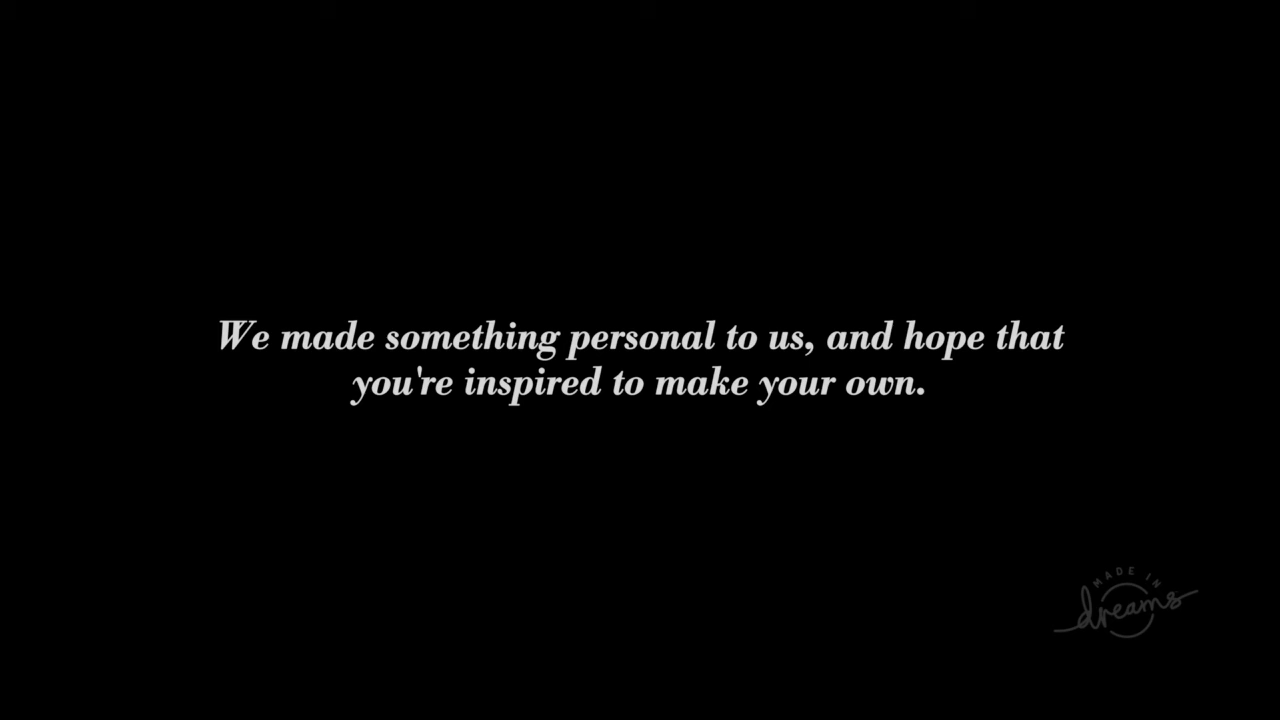 We made something personal to us, and hope that
you're inspired to make your own.
MADE IN
dreams